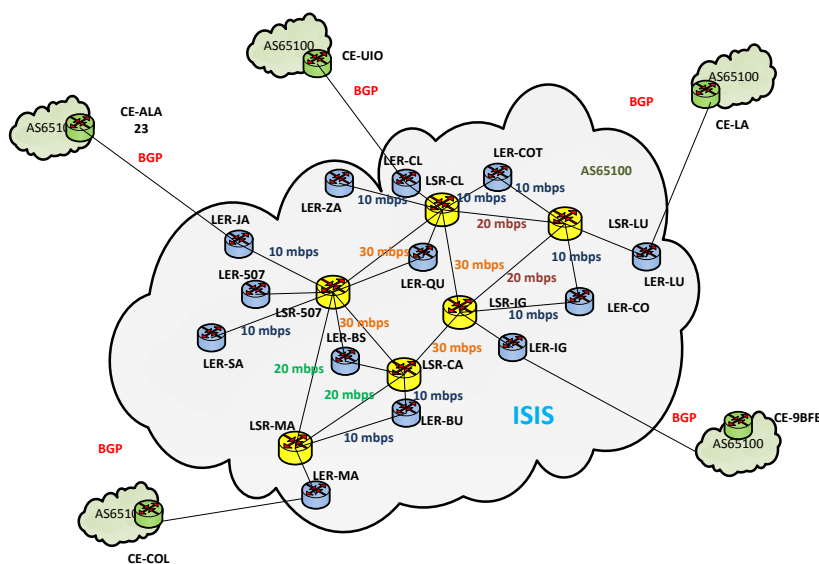 AS65100
CE-UIO
BGP
AS65100
CE-LA
BGP
CE-ALA
23
AS6510
BGP
LER-CL
LER-COT
AS65100
LSR-CL
LER-ZA
10 mbps
10 mbps
10 mbps
LER-JA
20 mbps
LSR-LU
10 mbps
30 mbps
30 mbps
10 mbps
LER-507
LER-QU
20 mbps
LER-LU
LSR-507
LSR-IG
LER-CO
10 mbps
30 mbps
10 mbps
LER-SA
LER-BS
30 mbps
LER-IG
20 mbps
LSR-CA
20 mbps
10 mbps
LSR-MA
LER-BU
ISIS
BGP
CE-9BFE
10 mbps
AS65100
BGP
LER-MA
AS6510
CE-COL